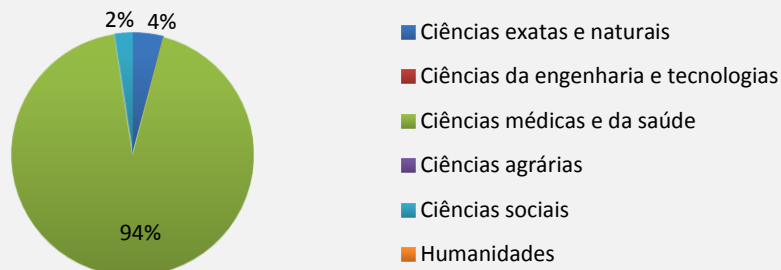 2%
4%
94%
Ciências exatas e naturais
Ciências da engenharia e tecnologias
Ciências médicas e da saúde
Ciências agrárias
Ciências sociais
Humanidades